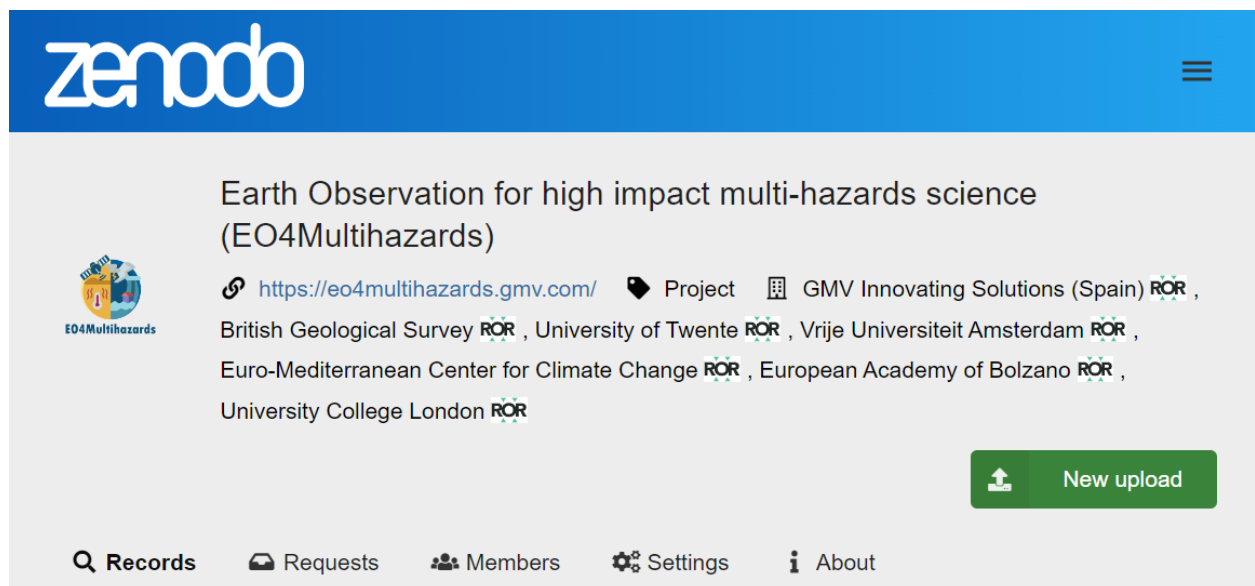 zenodo
Earth Observation for high impact multi-hazards science
(EO4Multihazards)
https://eo4multihazards.gmv.com/ Project GMV Innovating Solutions (Spain) ROR ,
British Geological Survey ROR , University of Twente ROR , Vrije Universiteit Amsterdam ROR ,
Euro-Mediterranean Center for Climate Change ROR , European Academy of Bolzano ROR ,
University College London ROR
EO4Multihazards
New upload
Records Requests Members Settings About